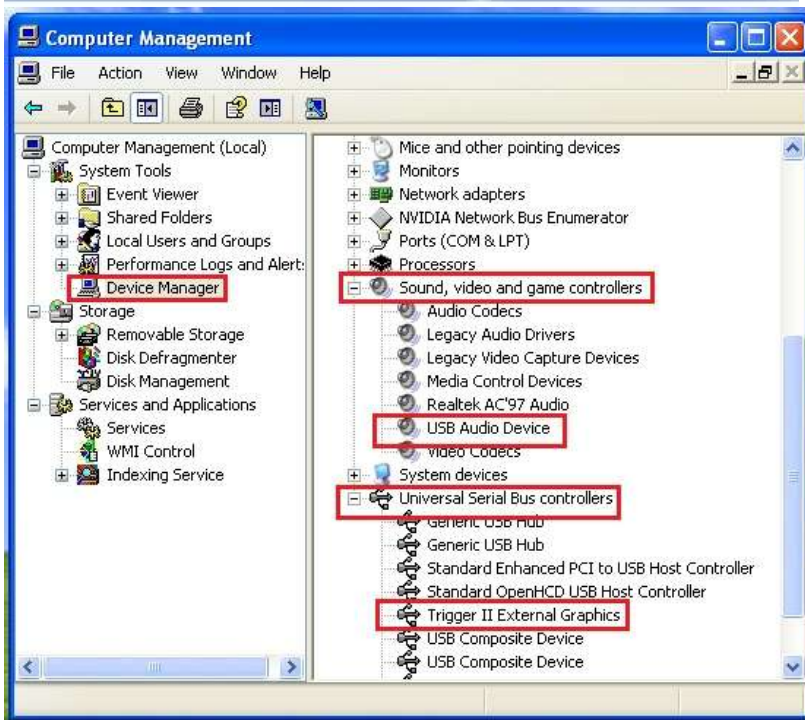 Computer Management
File Action View Window Help
Computer Management (Local)
System Tools
Event Viewer
Shared Folders
Local Users and Groups
Performance Logs and Alert:
Device Manager
Storage
Removable Storage
Disk Defragmenter
Disk Management
Services and Applications
Services
WMI Control
Indexing Service
Mice and other pointing devices
Monitors
Network adapters
NVIDIA Network Bus Enumerator
Ports (COM & LPT)
Processors
Sound, video and game controllers
Audio Codecs
Legacy Audio Drivers
Legacy Video Capture Devices
Media Control Devices
Realtek AC'97 Audio
USB Audio Device
Video Codecs
System devices
Universal Serial Bus controllers
Generic USB Hub
Generic USB Hub
Standard Enhanced PCI to USB Host Controller
Standard OpenHCD USB Host Controller
Trigger II External Graphics
USB Composite Device
USB Composite Device